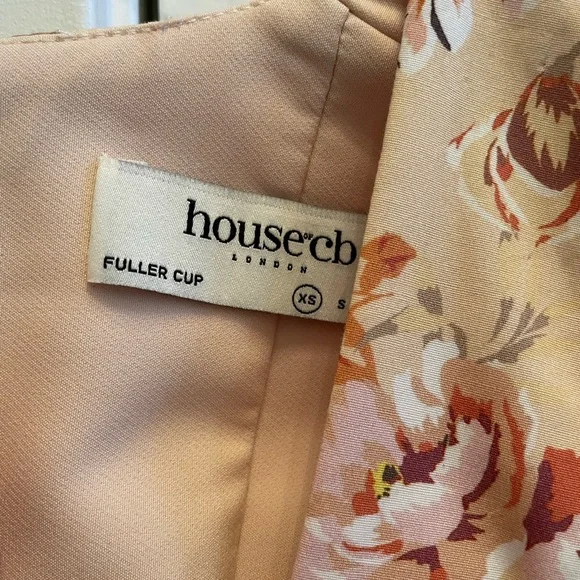 house OF cb
LONDON
FULLER CUP
XS S